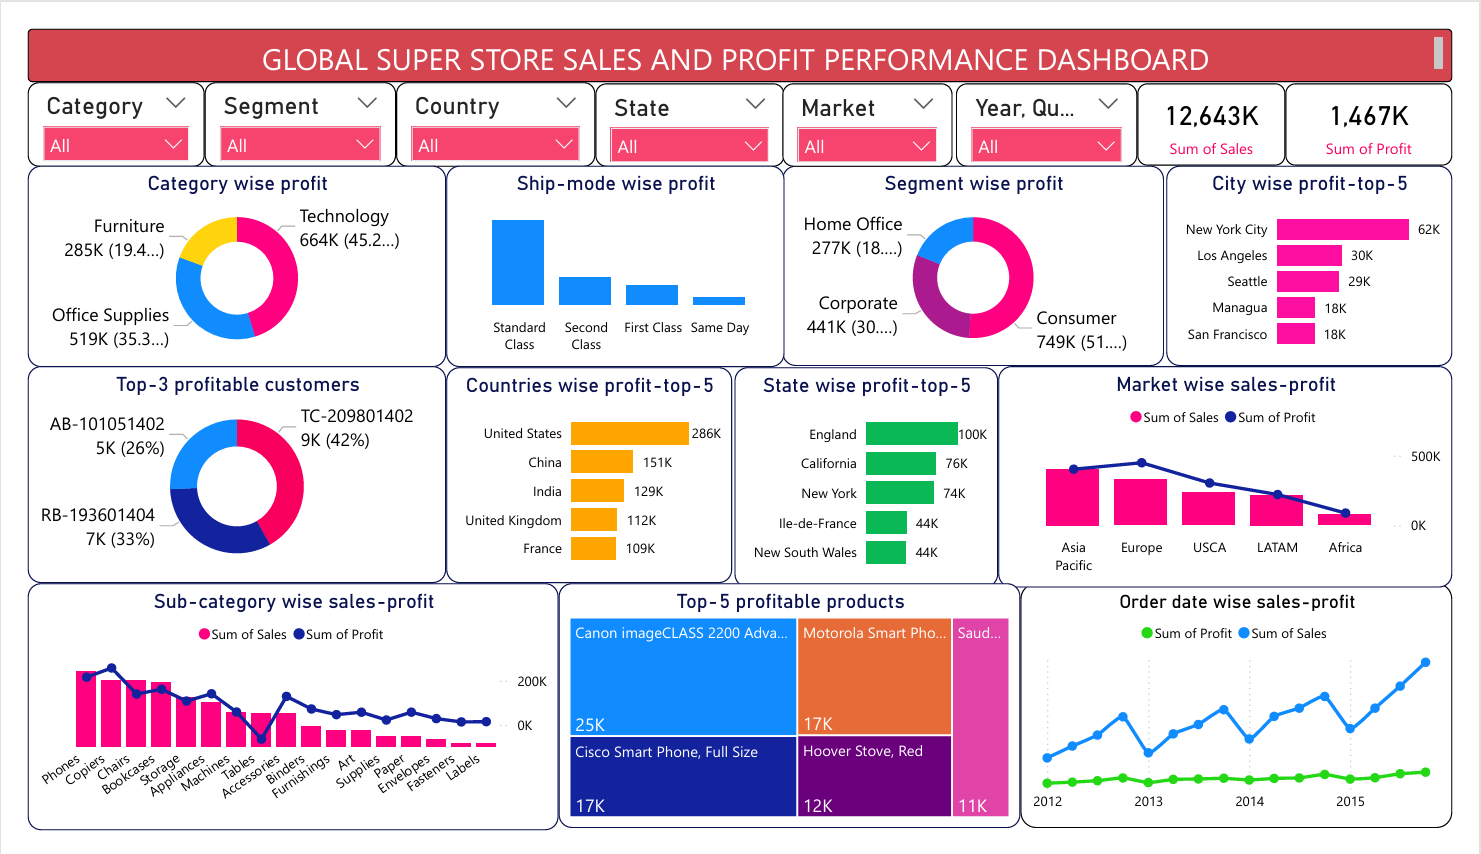 GLOBAL SUPER STORE SALES AND PROFIT PERFORMANCE DASHBOARD
Category
All
Segment
All
Country
All
State
All
Market
All
Year, Qu...
All
12,643K
Sum of Sales
1,467K
Sum of Profit
Category wise profit
Furniture
285K (19.4...)
Technology
664K (45.2...)
Office Supplies
519K (35.3...)
Ship-mode wise profit
Standard
Class
Second
Class
First Class
Same Day
Segment wise profit
Home Office
277K (18....)
Corporate
441K (30....)
Consumer
749K (51....)
City wise profit-top-5
New York City 62K
Los Angeles 30K
Seattle 29K
Managua 18K
San Francisco 18K
Top-3 profitable customers
AB-101051402
5K (26%)
TC-209801402
9K (42%)
RB-193601404
7K (33%)
Countries wise profit-top-5
United States 286K
China 151K
India 129K
United Kingdom 112K
France 109K
State wise profit-top-5
England 100K
California 76K
New York 74K
Ile-de-France 44K
New South Wales 44K
Market wise sales-profit
Sum of Sales Sum of Profit
500K
0K
Asia
Pacific
Europe
USCA
LATAM
Africa
Sub-category wise sales-profit
Sum of Sales Sum of Profit
200K
0K
Phones
Copiers
Chairs
Bookcases
Storage
Appliances
Machines
Tables
Accessories
Binders
Furnishings
Art
Supplies
Paper
Envelopes
Fasteners
Labels
Top-5 profitable products
Canon imageCLASS 2200 Adva...
25K
Cisco Smart Phone, Full Size
17K
Motorola Smart Pho...
17K
Hoover Stove, Red
12K
Saud...
11K
Order date wise sales-profit
Sum of Profit Sum of Sales
2012 2013 2014 2015